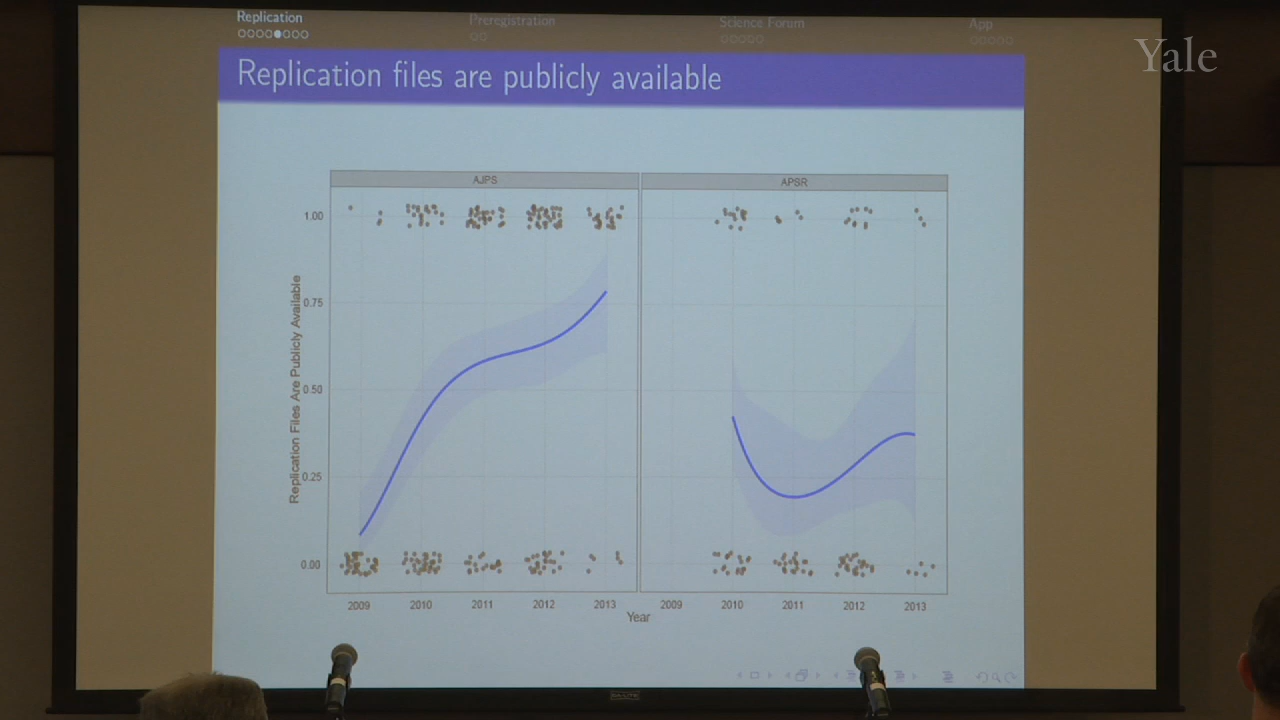 Replication Preregistration Science Forum App
Yale
Replication files are publicly available
AJPS APSR
Replication Files Are Publicly Available
1.00
0.75
0.50
0.25
0.00
2009 2010 2011 2012 2013 2009 2010 2011 2012 2013
Year
DA-LITE